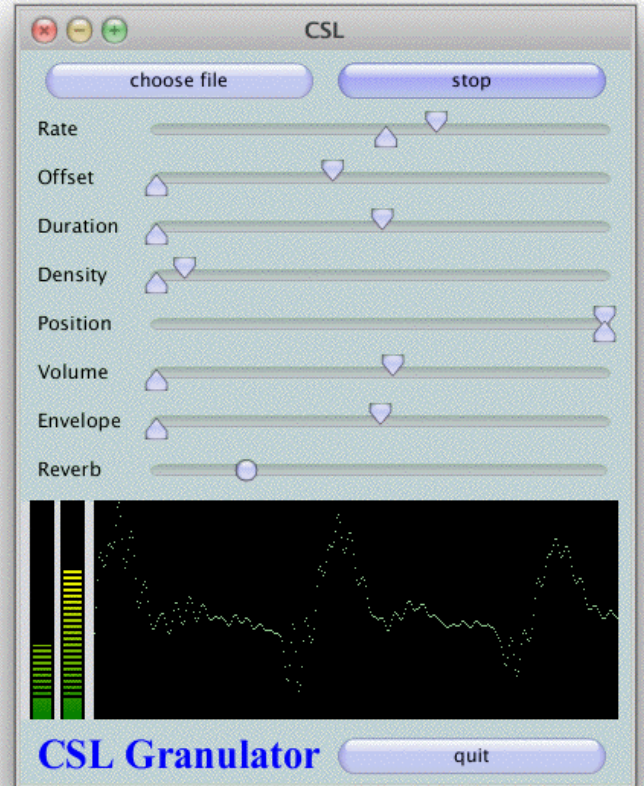 CSL
choose file
stop
Rate
Offset
Duration
Density
Position
Volume
Envelope
Reverb
CSL Granulator
quit